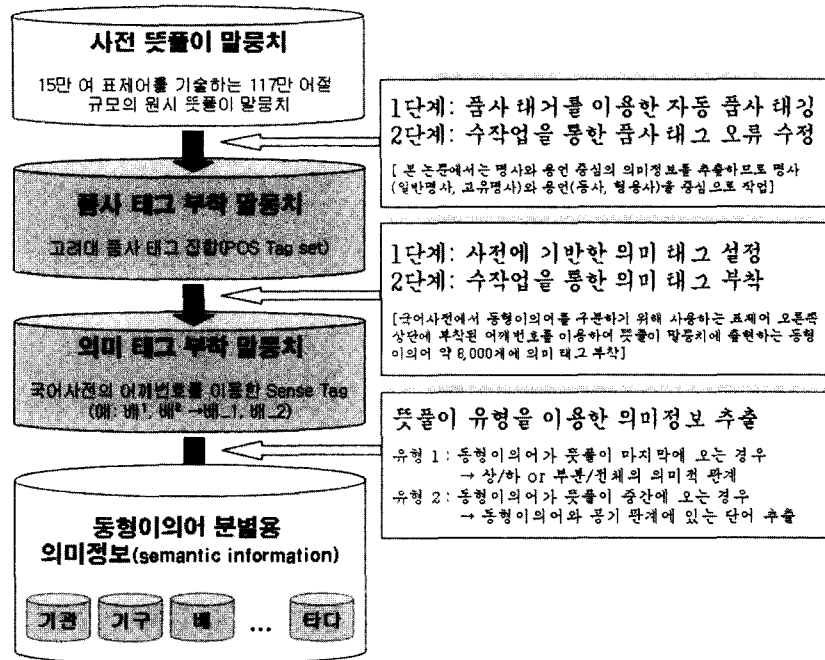 사전 뜻풀이 말뭉치
15만 여 표제어를 기술하는 117만 어절
규모의 원시 뜻풀이 말뭉치
1단계: 품사 태거를 이용한 자동 품사 태깅
2단계: 수작업을 통한 품사 태그 오류 수정
[ 본 논문에서는 명사와 용언 중심의 의미정보를 추출하므로 명사
(일반명사, 고유명사)와 용언(동사, 형용사)을 중심으로 작업]
품사 태그 부착 말뭉치
고려대 품사 태그 집합(POS Tag set)
1단계: 사전에 기반한 의미 태그 설정
2단계: 수작업을 통한 의미 태그 부착
[국어사전에서 동형이의어를 구분하기 위해 사용하는 표제어 오른쪽
상단에 부착된 어깨번호를 이용하여 뜻풀이 말뭉치에 출현하는 동형
이의어 약 8,000개에 의미 태그 부착]
의미 태그 부착 말뭉치
국어사전의 어깨번호를 이용한 Sense Tag
(예: 배¹, 배² →배_1, 배_2)
뜻풀이 유형을 이용한 의미정보 추출
유형 1 : 동형이의어가 뜻풀이 마지막에 오는 경우
→ 상/하 or 부분/전체의 의미적 관계
유형 2 : 동형이의어가 뜻풀이 중간에 오는 경우
→ 동형이의어와 공기 관계에 있는 단어 추출
동형이의어 분별용
의미정보(semantic information)
기관 기구 배 ... 타다